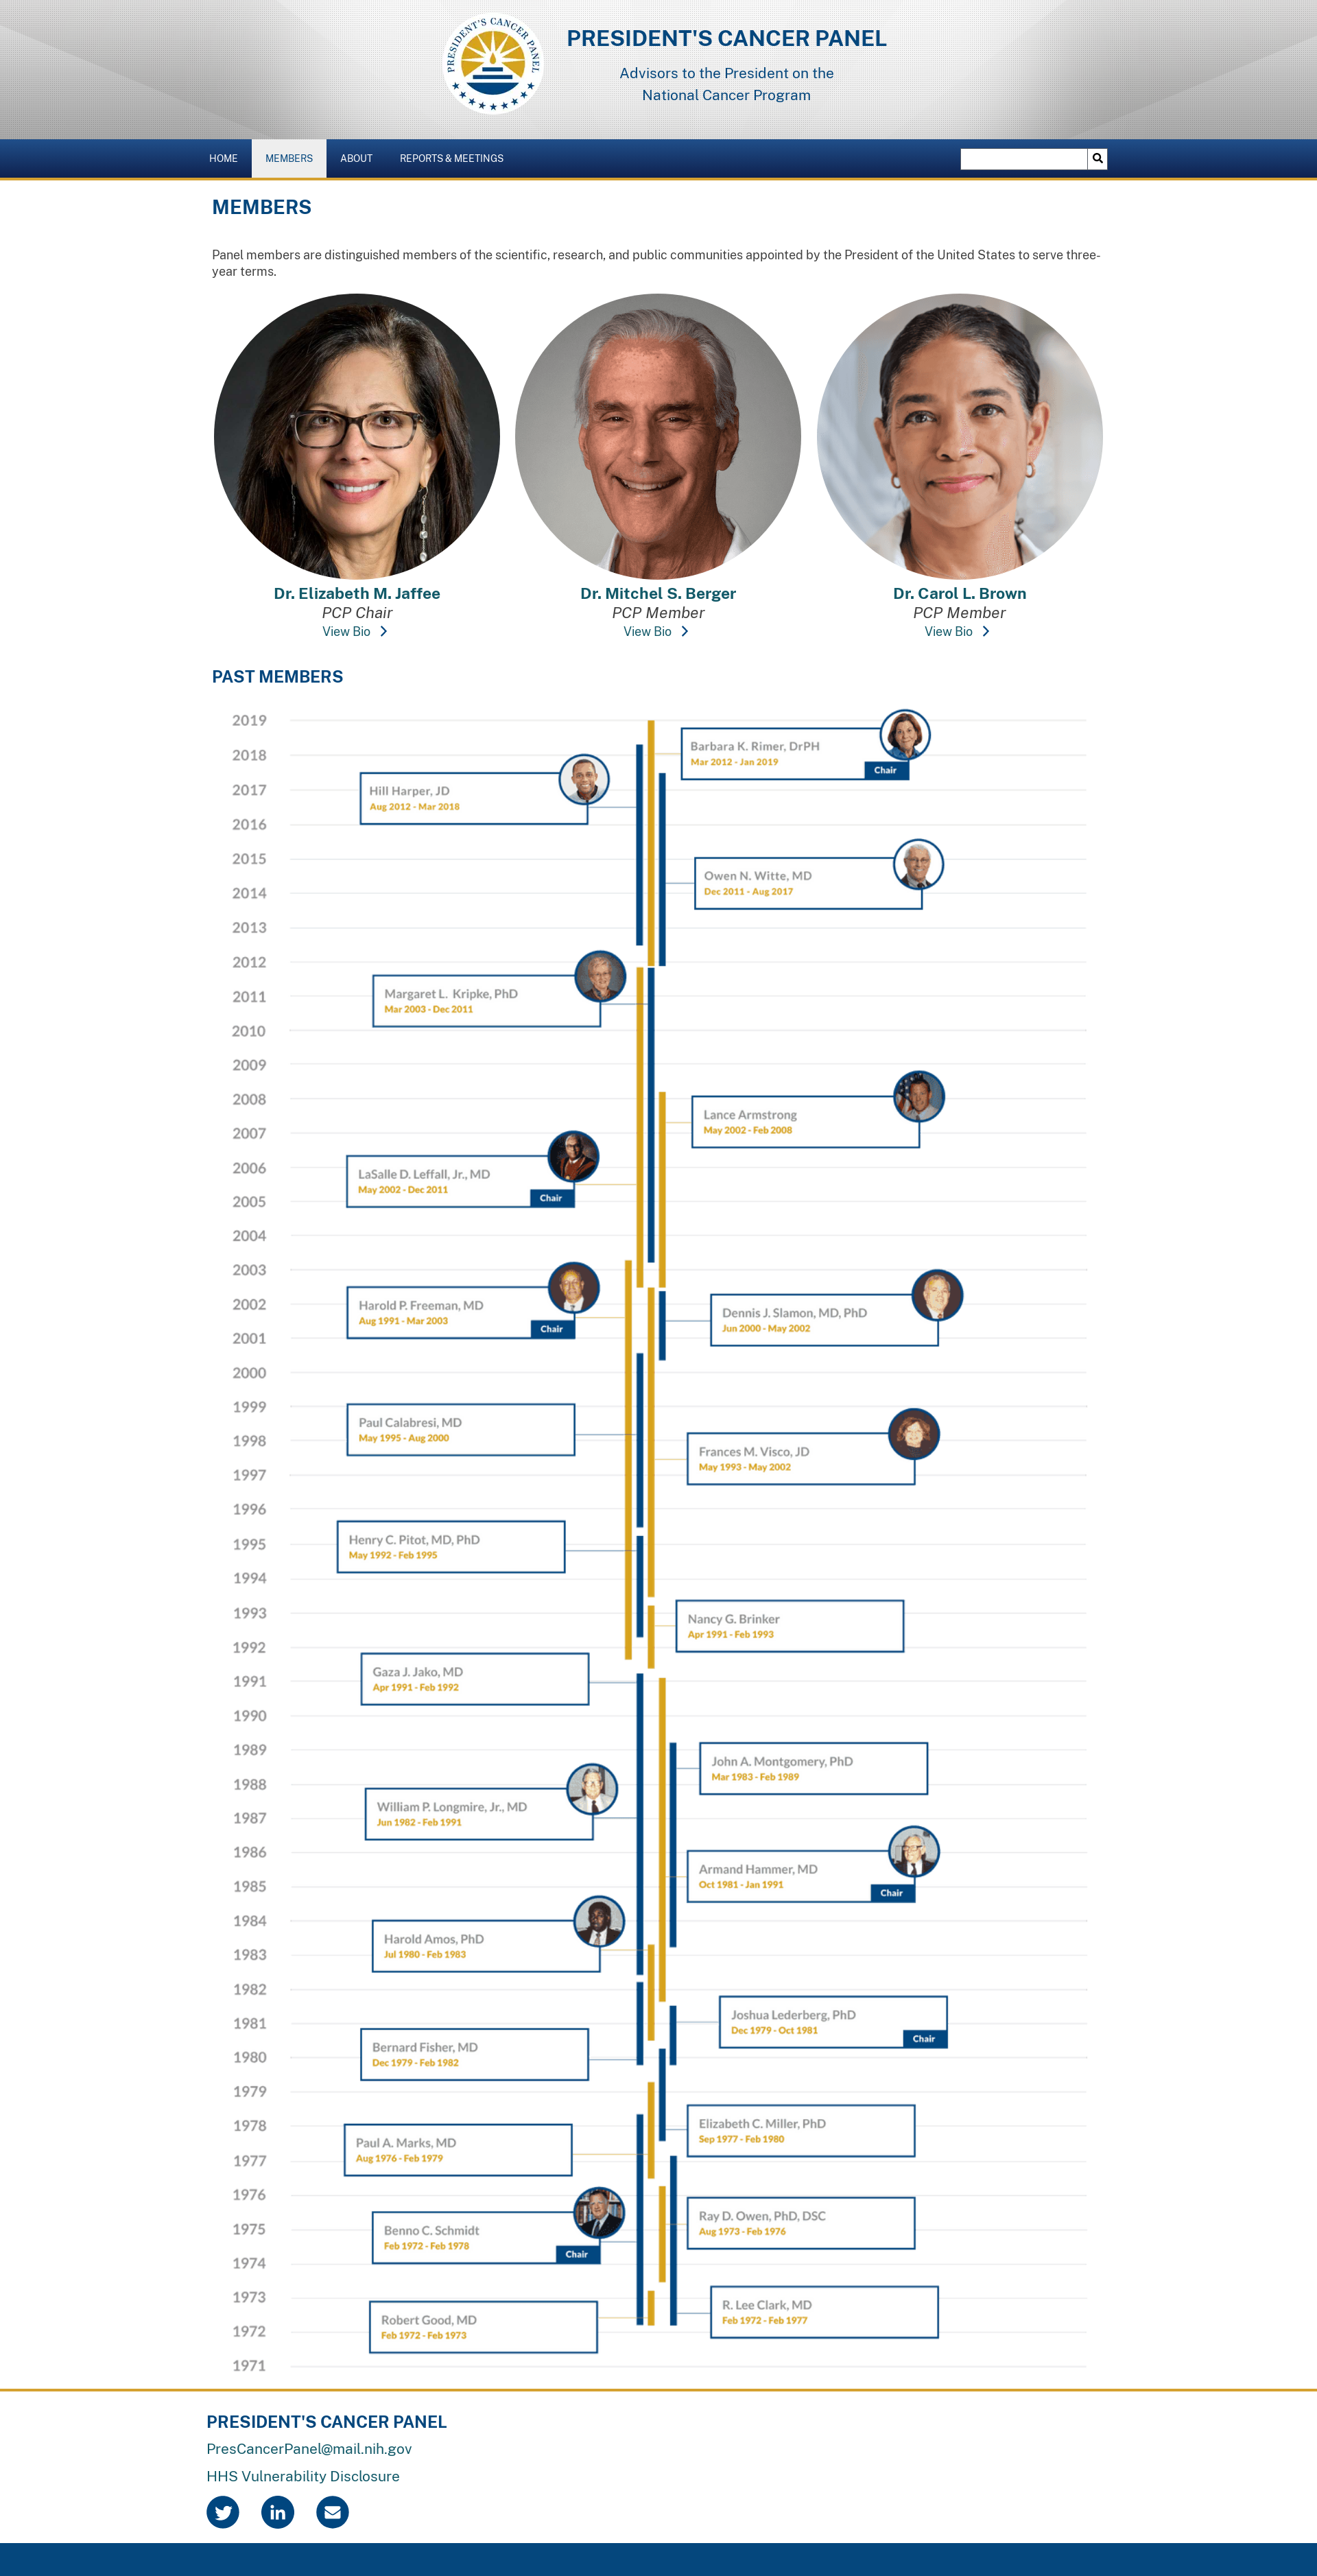 PRESIDENT'S CANCER PANEL
PRESIDENT'S CANCER PANEL
Advisors to the President on the
National Cancer Program
HOME
MEMBERS
ABOUT
REPORTS & MEETINGS
MEMBERS
Panel members are distinguished members of the scientific, research, and public communities appointed by the President of the United States to serve three-
year terms.
Dr. Elizabeth M. Jaffee
PCP Chair
View Bio
Dr. Mitchel S. Berger
PCP Member
View Bio
Dr. Carol L. Brown
PCP Member
View Bio
PAST MEMBERS
2019
Barbara K. Rimer, DrPH
Mar 2012 - Jan 2019
Chair
2018
2017
Hill Harper, JD
Aug 2012 - Mar 2018
2016
2015
Owen N. Witte, MD
Dec 2011 - Aug 2017
2014
2013
2012
2011
Margaret L. Kripke, PhD
Mar 2003 - Dec 2011
2010
2009
2008
Lance Armstrong
May 2002 - Feb 2008
2007
2006
LaSalle D. Leffall, Jr., MD
May 2002 - Dec 2011
Chair
2005
2004
2003
2002
Harold P. Freeman, MD
Aug 1991 - Mar 2003
Chair
Dennis J. Slamon, MD, PhD
Jun 2000 - May 2002
2001
2000
1999
Paul Calabresi, MD
May 1995 - Aug 2000
1998
Frances M. Visco, JD
May 1993 - May 2002
1997
1996
1995
Henry C. Pitot, MD, PhD
May 1992 - Feb 1995
1994
1993
Nancy G. Brinker
Apr 1991 - Feb 1993
1992
Gaza J. Jako, MD
Apr 1991 - Feb 1992
1991
1990
1989
John A. Montgomery, PhD
Mar 1983 - Feb 1989
1988
William P. Longmire, Jr., MD
Jun 1982 - Feb 1991
1987
1986
Armand Hammer, MD
Oct 1981 - Jan 1991
Chair
1985
1984
Harold Amos, PhD
Jul 1980 - Feb 1983
1983
1982
Joshua Lederberg, PhD
Dec 1979 - Oct 1981
Chair
1981
Bernard Fisher, MD
Dec 1979 - Feb 1982
1980
1979
1978
Elizabeth C. Miller, PhD
Sep 1977 - Feb 1980
Paul A. Marks, MD
Aug 1976 - Feb 1979
1977
1976
Ray D. Owen, PhD, DSC
Aug 1973 - Feb 1976
1975
Benno C. Schmidt
Feb 1972 - Feb 1978
Chair
1974
1973
R. Lee Clark, MD
Feb 1972 - Feb 1977
Robert Good, MD
Feb 1972 - Feb 1973
1972
1971
PRESIDENT'S CANCER PANEL
PresCancerPanel@mail.nih.gov
HHS Vulnerability Disclosure
in